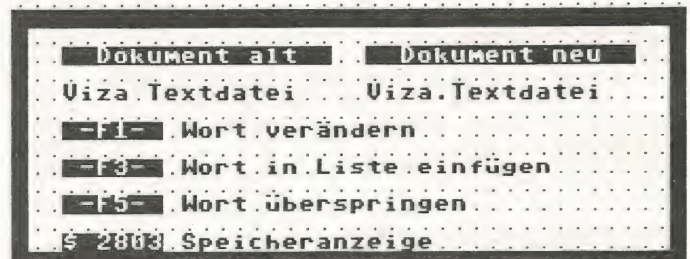 Dokument alt Dokument neu
Viza Textdatei Viza.Textdatei
-F1- Wort verändern
-F3- Wort in Liste einfügen
-F5- Wort überspringen
$ 2803 Speicheranzeige